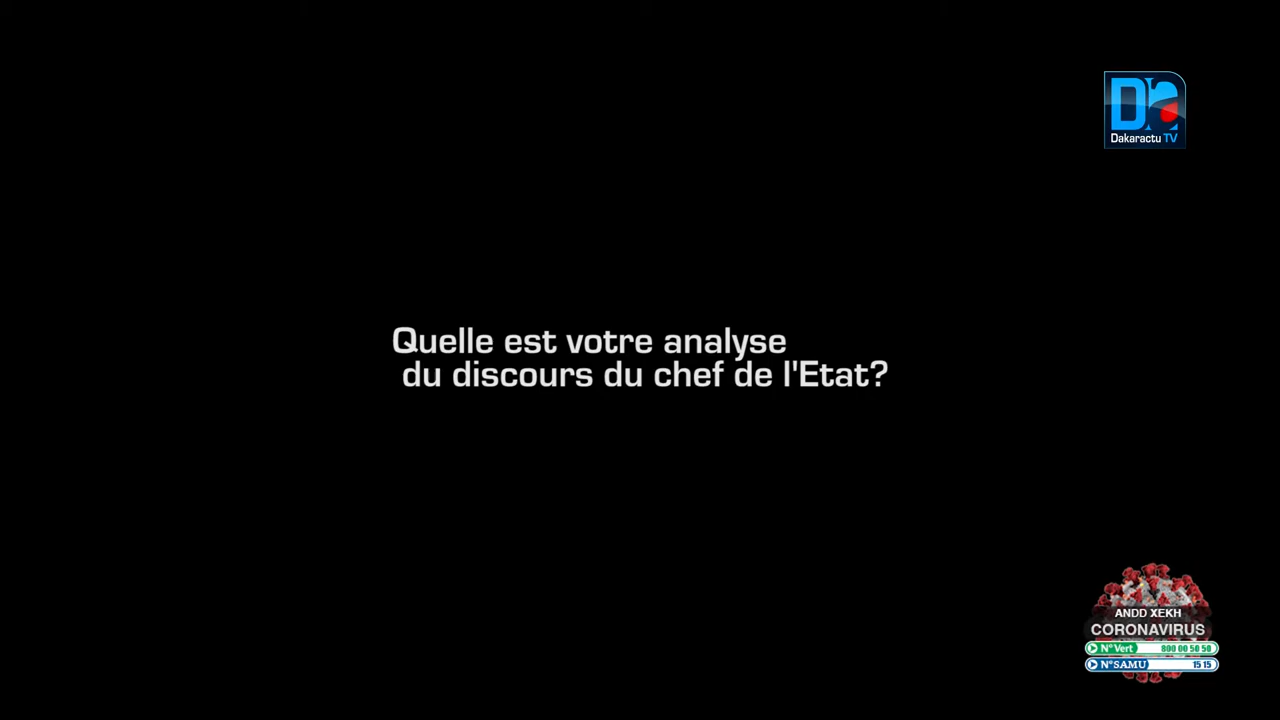 Dakaractu TV
Quelle est votre analyse
du discours du chef de l'Etat?
ANDD XEKH
CORONAVIRUS
N°Vert 800 00 50 50
N°SAMU 15 15